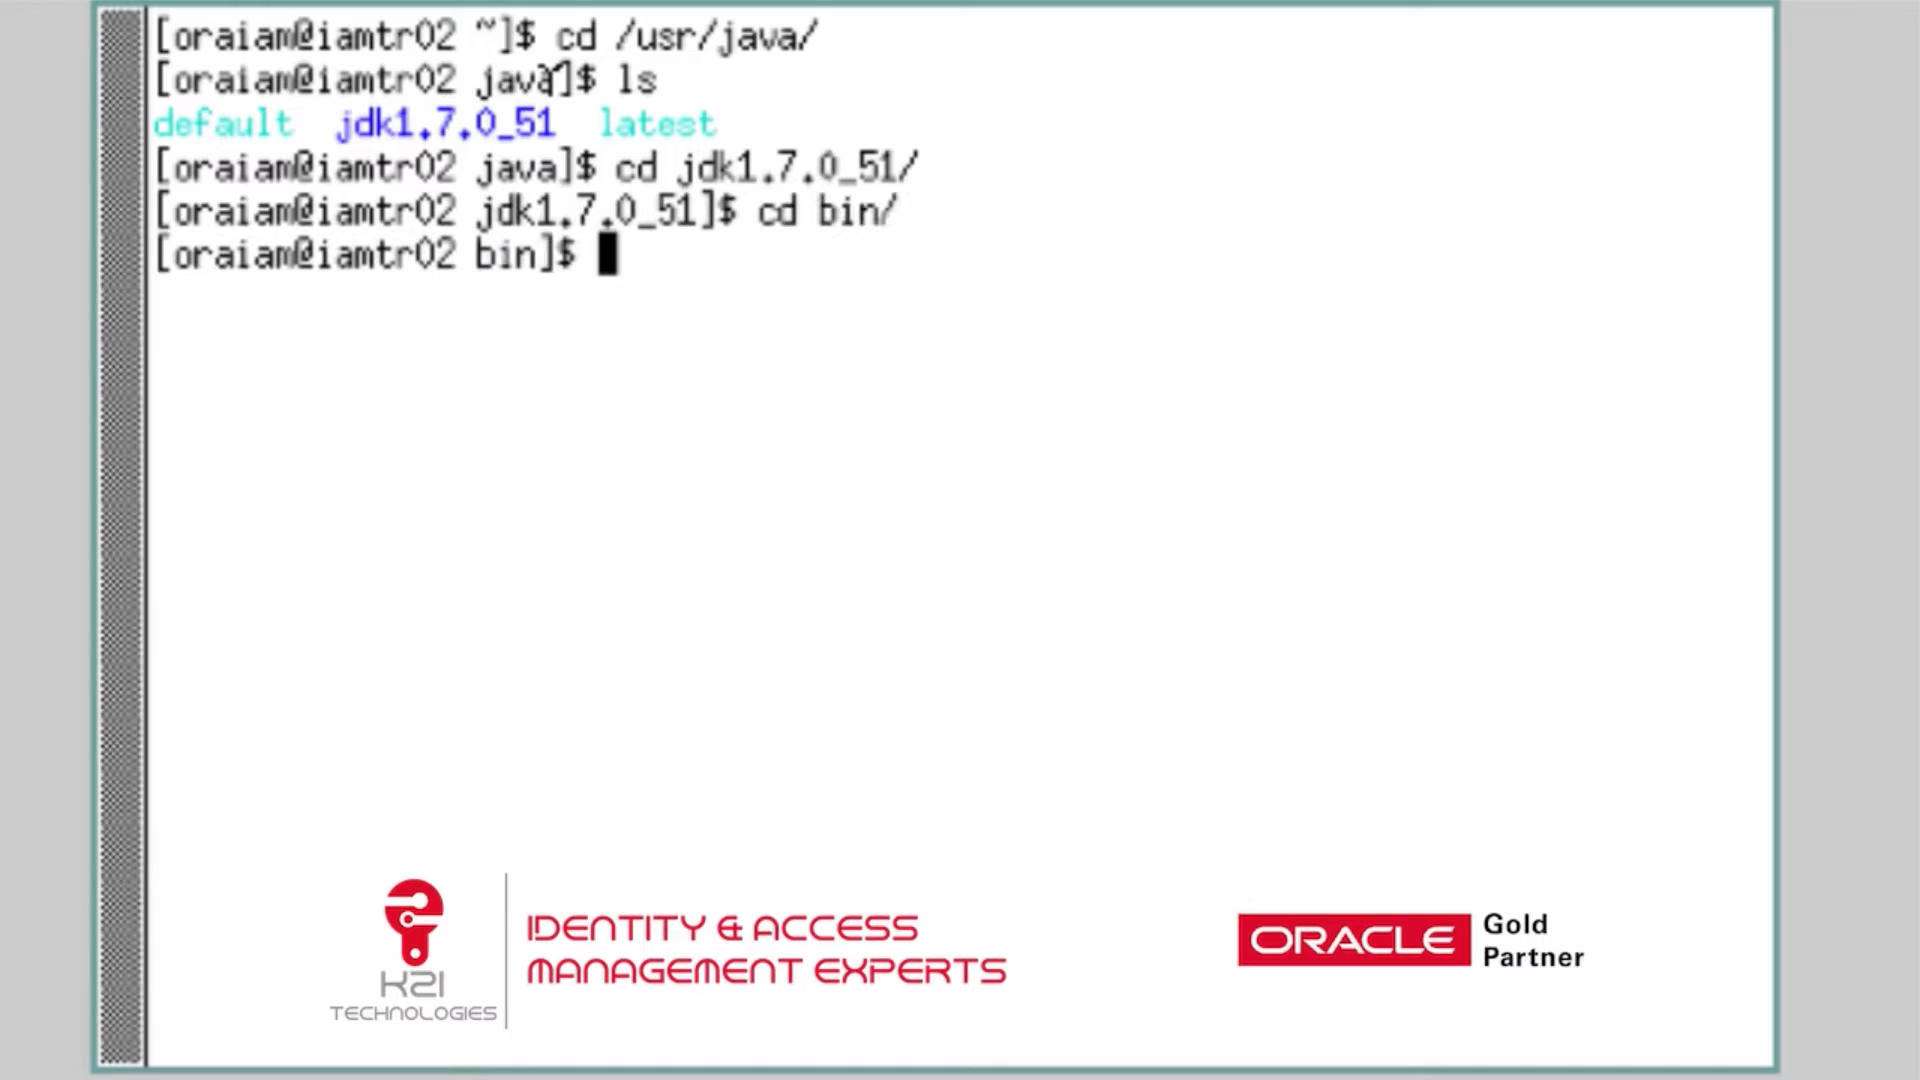 [oraiam@iamtr02 ~]$ cd /usr/java/
[oraiam@iamtr02 java]$ ls
default  jdk1.7.0_51  latest
[oraiam@iamtr02 java]$ cd jdk1.7.0_51/
[oraiam@iamtr02 jdk1.7.0_51]$ cd bin/
[oraiam@iamtr02 bin]$
K21
TECHNOLOGIES
IDENTITY & ACCESS
MANAGEMENT EXPERTS
ORACLE
Gold
Partner